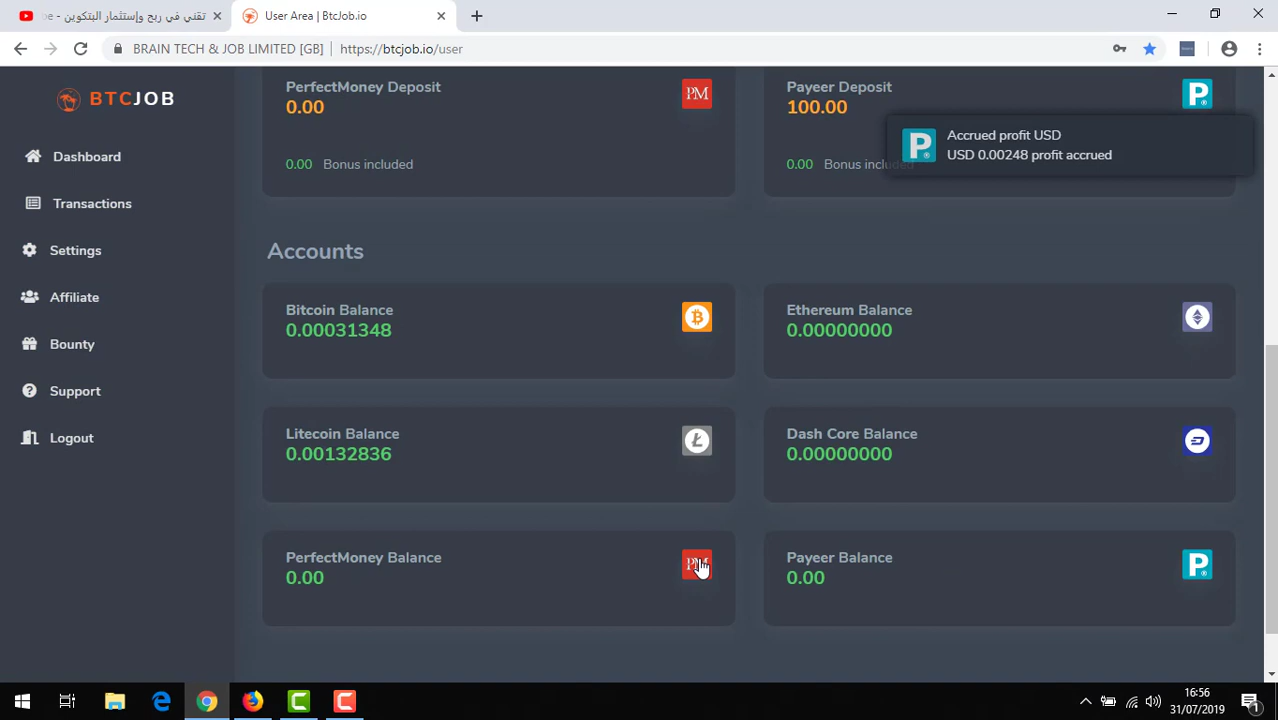 تقني في ربح وإستثمار البتكوين - be
User Area | BtcJob.io
BRAIN TECH & JOB LIMITED [GB]
https://btcjob.io/user
BTCJOB
Dashboard
Transactions
Settings
Affiliate
Bounty
Support
Logout
PerfectMoney Deposit
0.00
0.00 Bonus included
PM
Payeer Deposit
100.00
0.00 Bonus inclu
P
Accrued profit USD
USD 0.00248 profit accrued
Accounts
Bitcoin Balance
0.00031348
Ethereum Balance
0.00000000
Litecoin Balance
0.00132836
Dash Core Balance
0.00000000
PerfectMoney Balance
0.00
Payeer Balance
0.00
P
16:56
31/07/2019